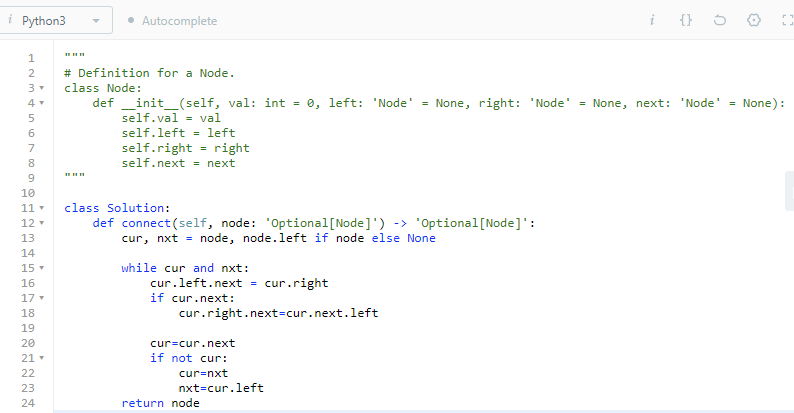 i Python3 Autocomplete i {}
1 """
2 # Definition for a Node.
3 class Node:
4     def __init__(self, val: int = 0, left: 'Node' = None, right: 'Node' = None, next: 'Node' = None):
5         self.val = val
6         self.left = left
7         self.right = right
8         self.next = next
9 """
10
11 class Solution:
12     def connect(self, node: 'Optional[Node]') -> 'Optional[Node]':
13         cur, nxt = node, node.left if node else None
14
15         while cur and nxt:
16             cur.left.next = cur.right
17             if cur.next:
18                 cur.right.next=cur.next.left
19
20             cur=cur.next
21             if not cur:
22                 cur=nxt
23                 nxt=cur.left
24         return node